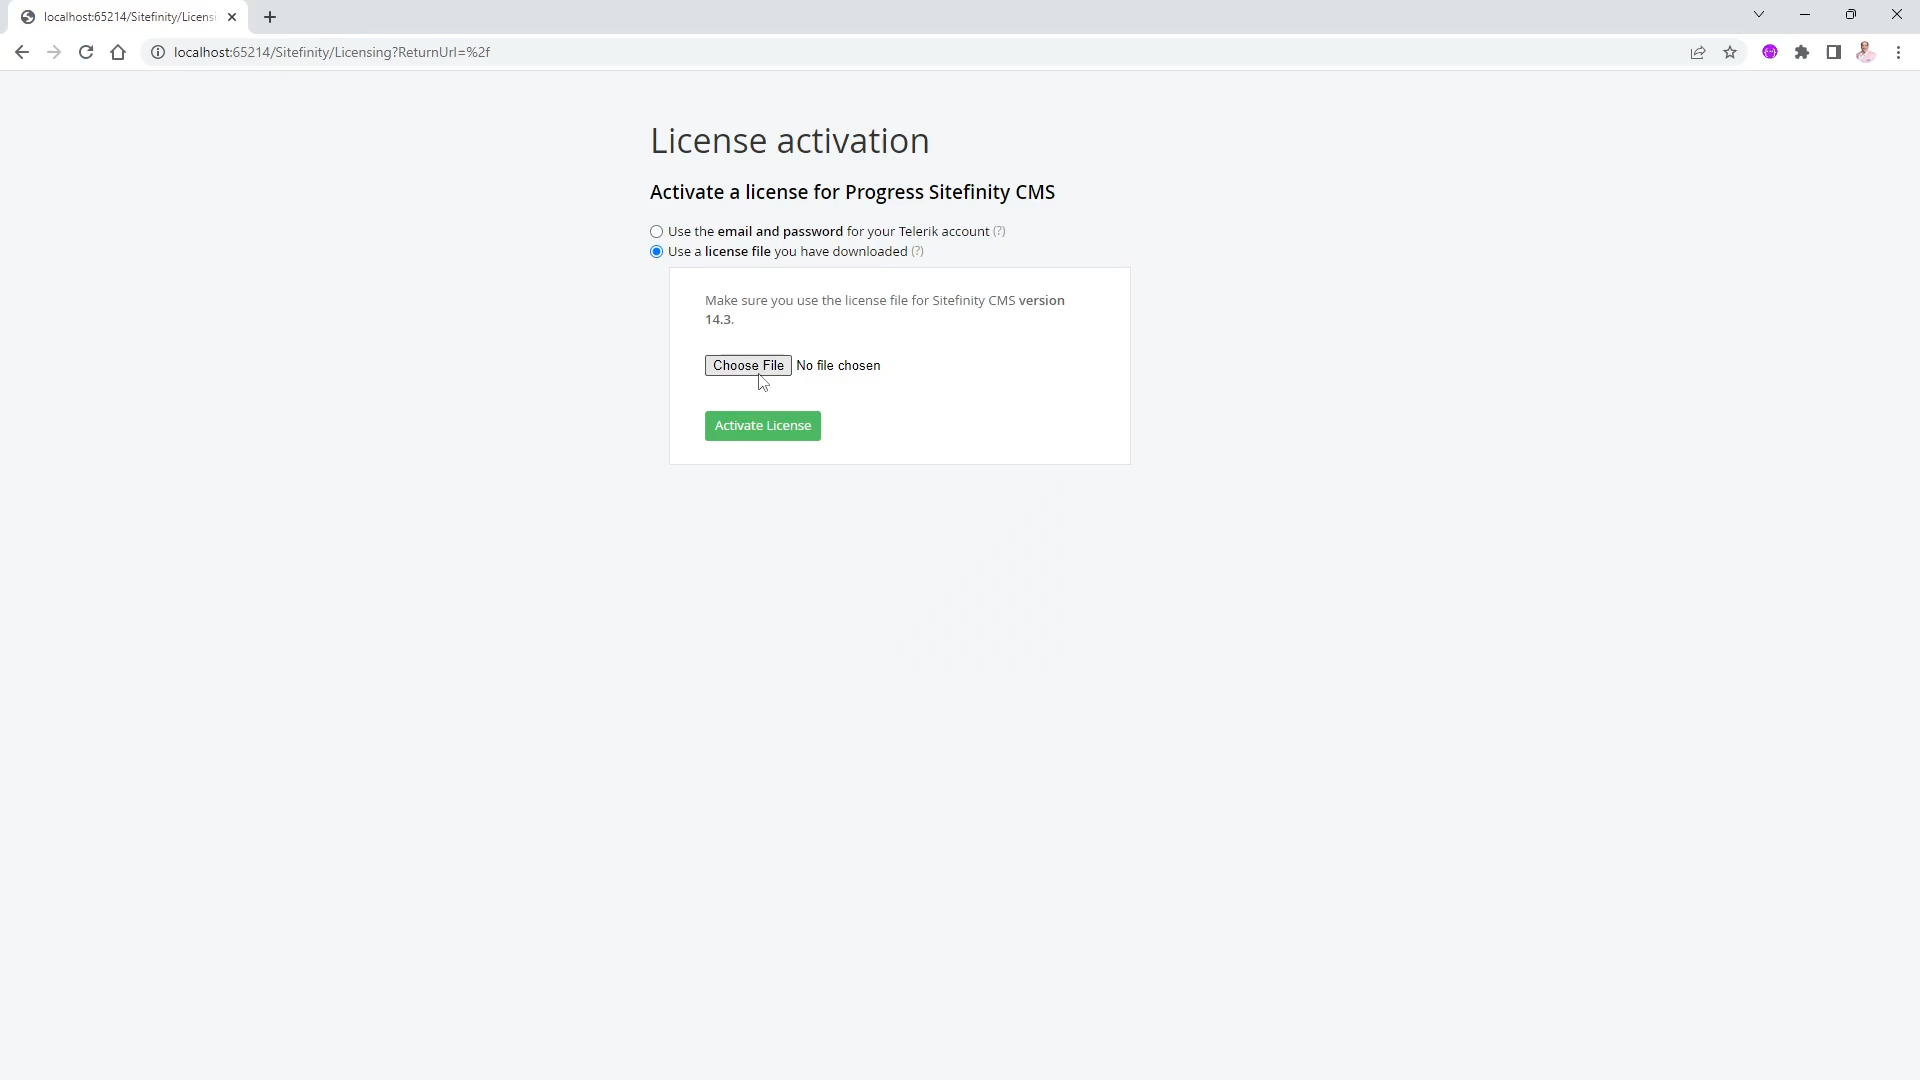 localhost:65214/Sitefinity/Licensi
localhost:65214/Sitefinity/Licensing?ReturnUrl=%2f
License activation
Activate a license for Progress Sitefinity CMS
Use the email and password for your Telerik account (?)
Use a license file you have downloaded (?)
Make sure you use the license file for Sitefinity CMS version
14.3.
Choose File No file chosen
Activate License